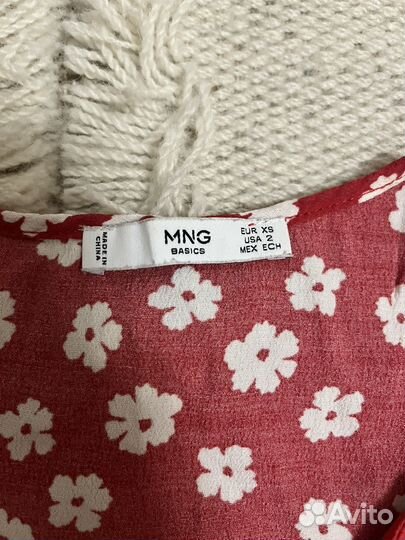 MADE IN
CHINA
MNG
BASICS
EUR XS
USA 2
MEX ECH
Avito